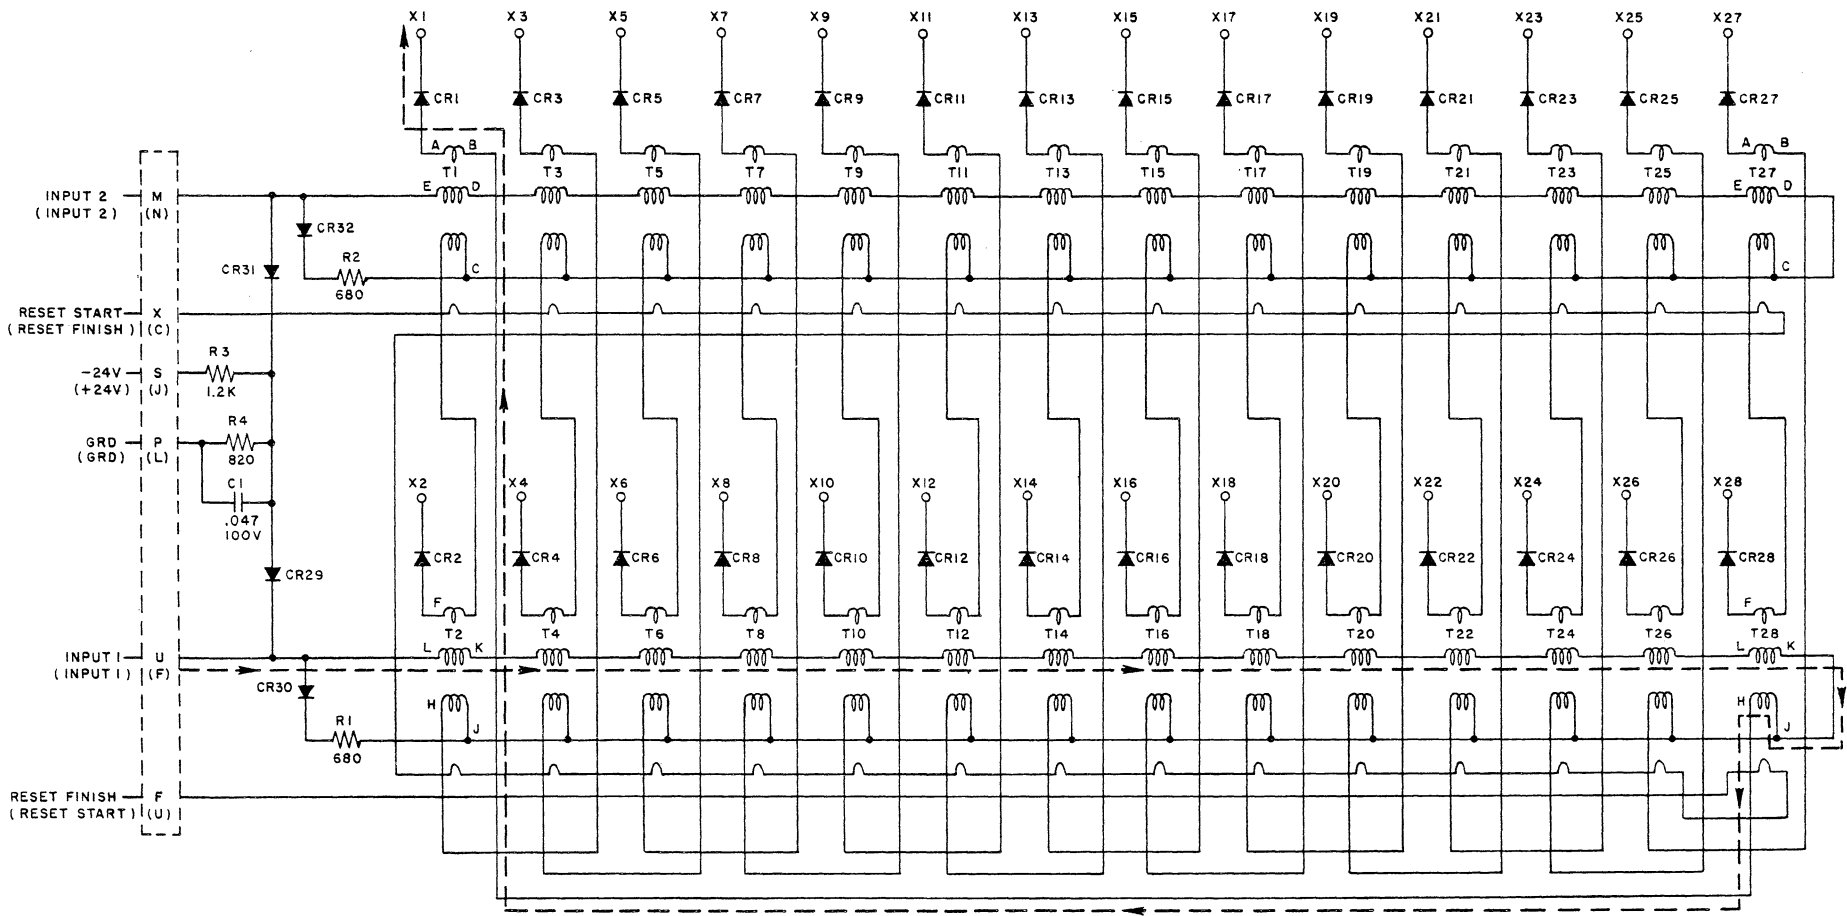 X1 X3 X5 X7 X9 X11 X13 X15 X17 X19 X21 X23 X25 X27
CR1 CR3 CR5 CR7 CR9 CR11 CR13 CR15 CR17 CR19 CR21 CR23 CR25 CR27
A B A B
T1 T3 T5 T7 T9 T11 T13 T15 T17 T19 T21 T23 T25 T27
INPUT 2 M E D E D
(INPUT 2) (N)
CR32
R2
CR31 C C
680
RESET START X
(RESET FINISH) (C)
R3
-24V S
(+24V) (J) 1.2K
R4
GRD P
(GRD) (L) 820
C1
.047
100V
X2 X4 X6 X8 X10 X12 X14 X16 X18 X20 X22 X24 X26 X28
CR2 CR4 CR6 CR8 CR10 CR12 CR14 CR16 CR18 CR20 CR22 CR24 CR26 CR28
CR29
F F
T2 T4 T6 T8 T10 T12 T14 T16 T18 T20 T22 T24 T26 T28
INPUT 1 U L K L K
(INPUT 1) (F)
CR30
H H
R1 J J
680
RESET FINISH F
(RESET START) (U)